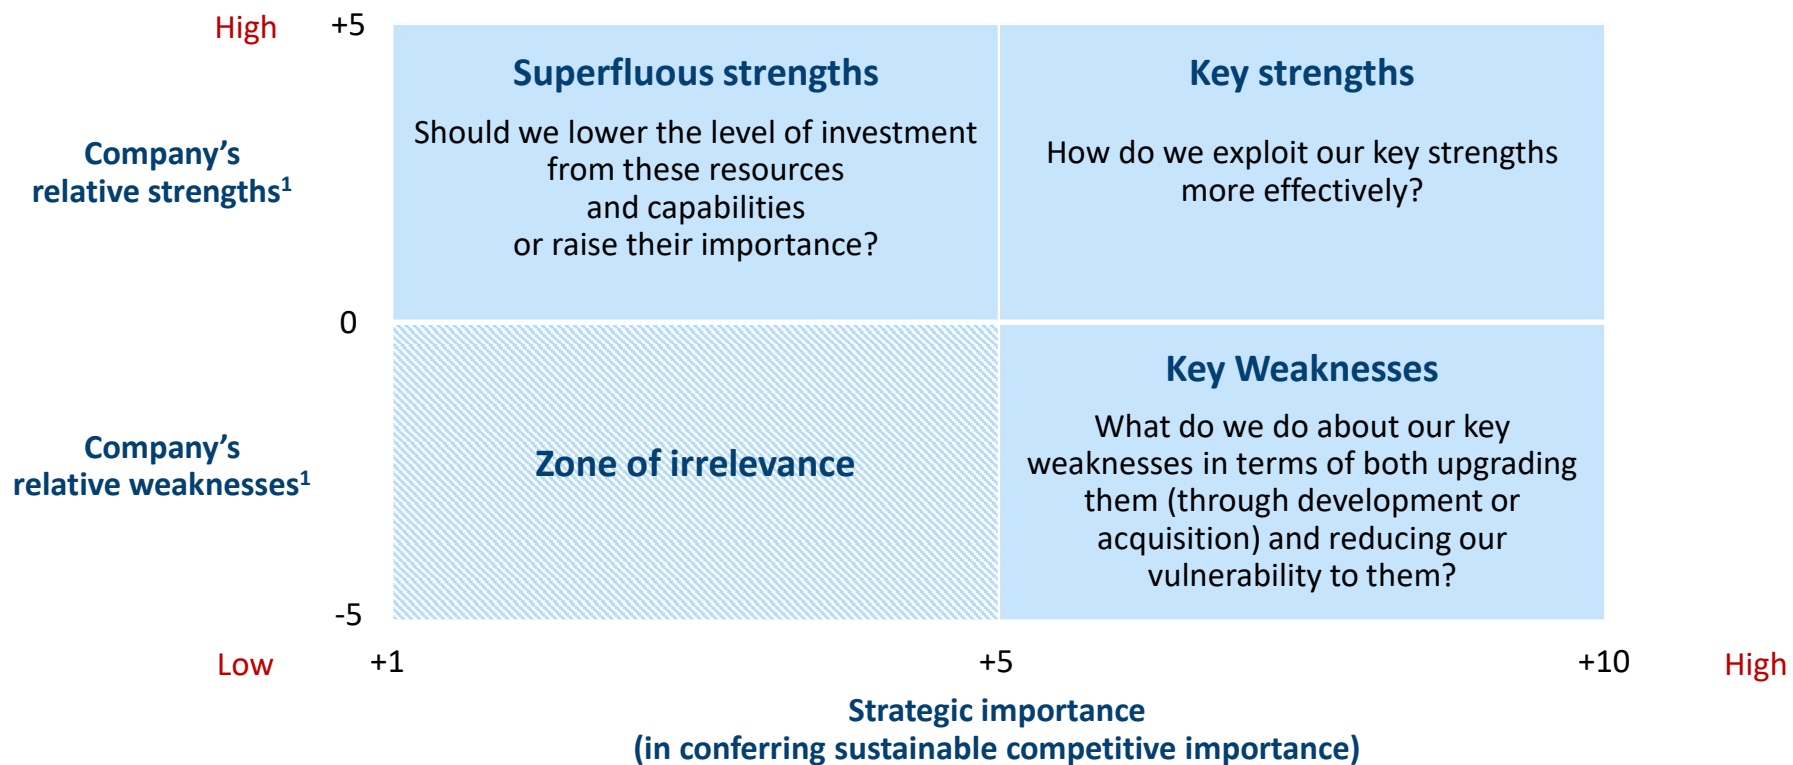 High
+5
Superfluous strengths
Should we lower the level of investment
from these resources
and capabilities
or raise their importance?
Key strengths
How do we exploit our key strengths
more effectively?
Company’s
relative strengths¹
0
Zone of irrelevance
Key Weaknesses
What do we do about our key
weaknesses in terms of both upgrading
them (through development or
acquisition) and reducing our
vulnerability to them?
Company’s
relative weaknesses¹
-5
Low
+1
+5
+10
High
Strategic importance
(in conferring sustainable competitive importance)